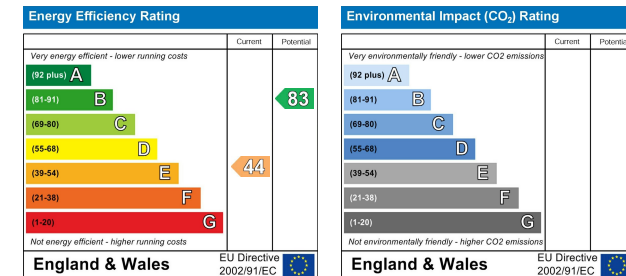 Energy Efficiency Rating
Current Potential
Very energy efficient - lower running costs
(92 plus) A
(81-91) B
83
(69-80) C
(55-68) D
(39-54) E
44
(21-38) F
(1-20) G
Not energy efficient - higher running costs
England & Wales
EU Directive
2002/91/EC
Environmental Impact (CO₂) Rating
Current Potential
Very environmentally friendly - lower CO2 emissions
(92 plus) A
(81-91) B
(69-80) C
(55-68) D
(39-54) E
(21-38) F
(1-20) G
Not environmentally friendly - higher CO2 emissions
England & Wales
EU Directive
2002/91/EC